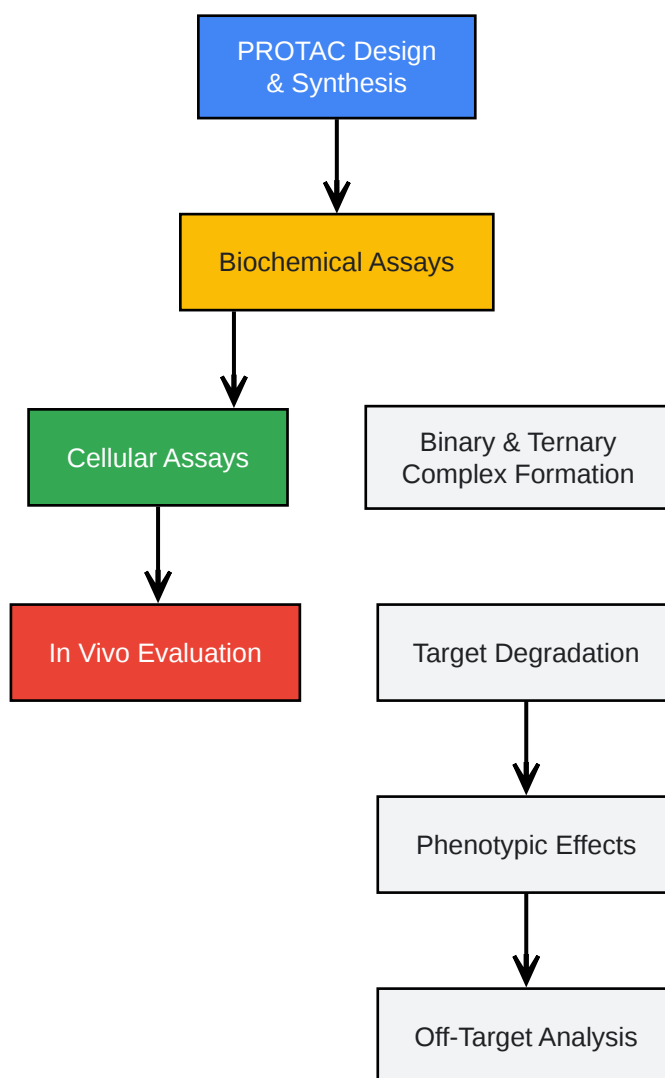 PROTAC Design
& Synthesis
Biochemical Assays
Cellular Assays
Binary & Ternary
Complex Formation
In Vivo Evaluation
Target Degradation
Phenotypic Effects
Off-Target Analysis